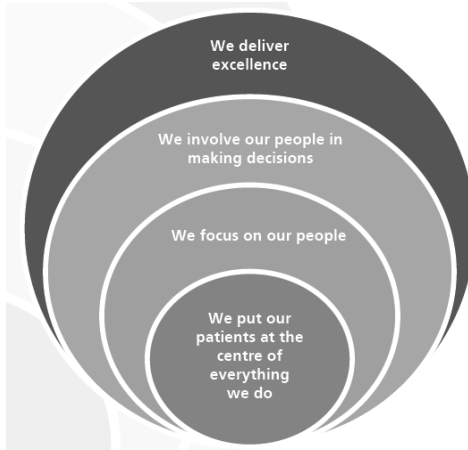 We deliver
excellence
We involve our people in
making decisions
We focus on our people
We put our
patients at the
centre of
everything
we do